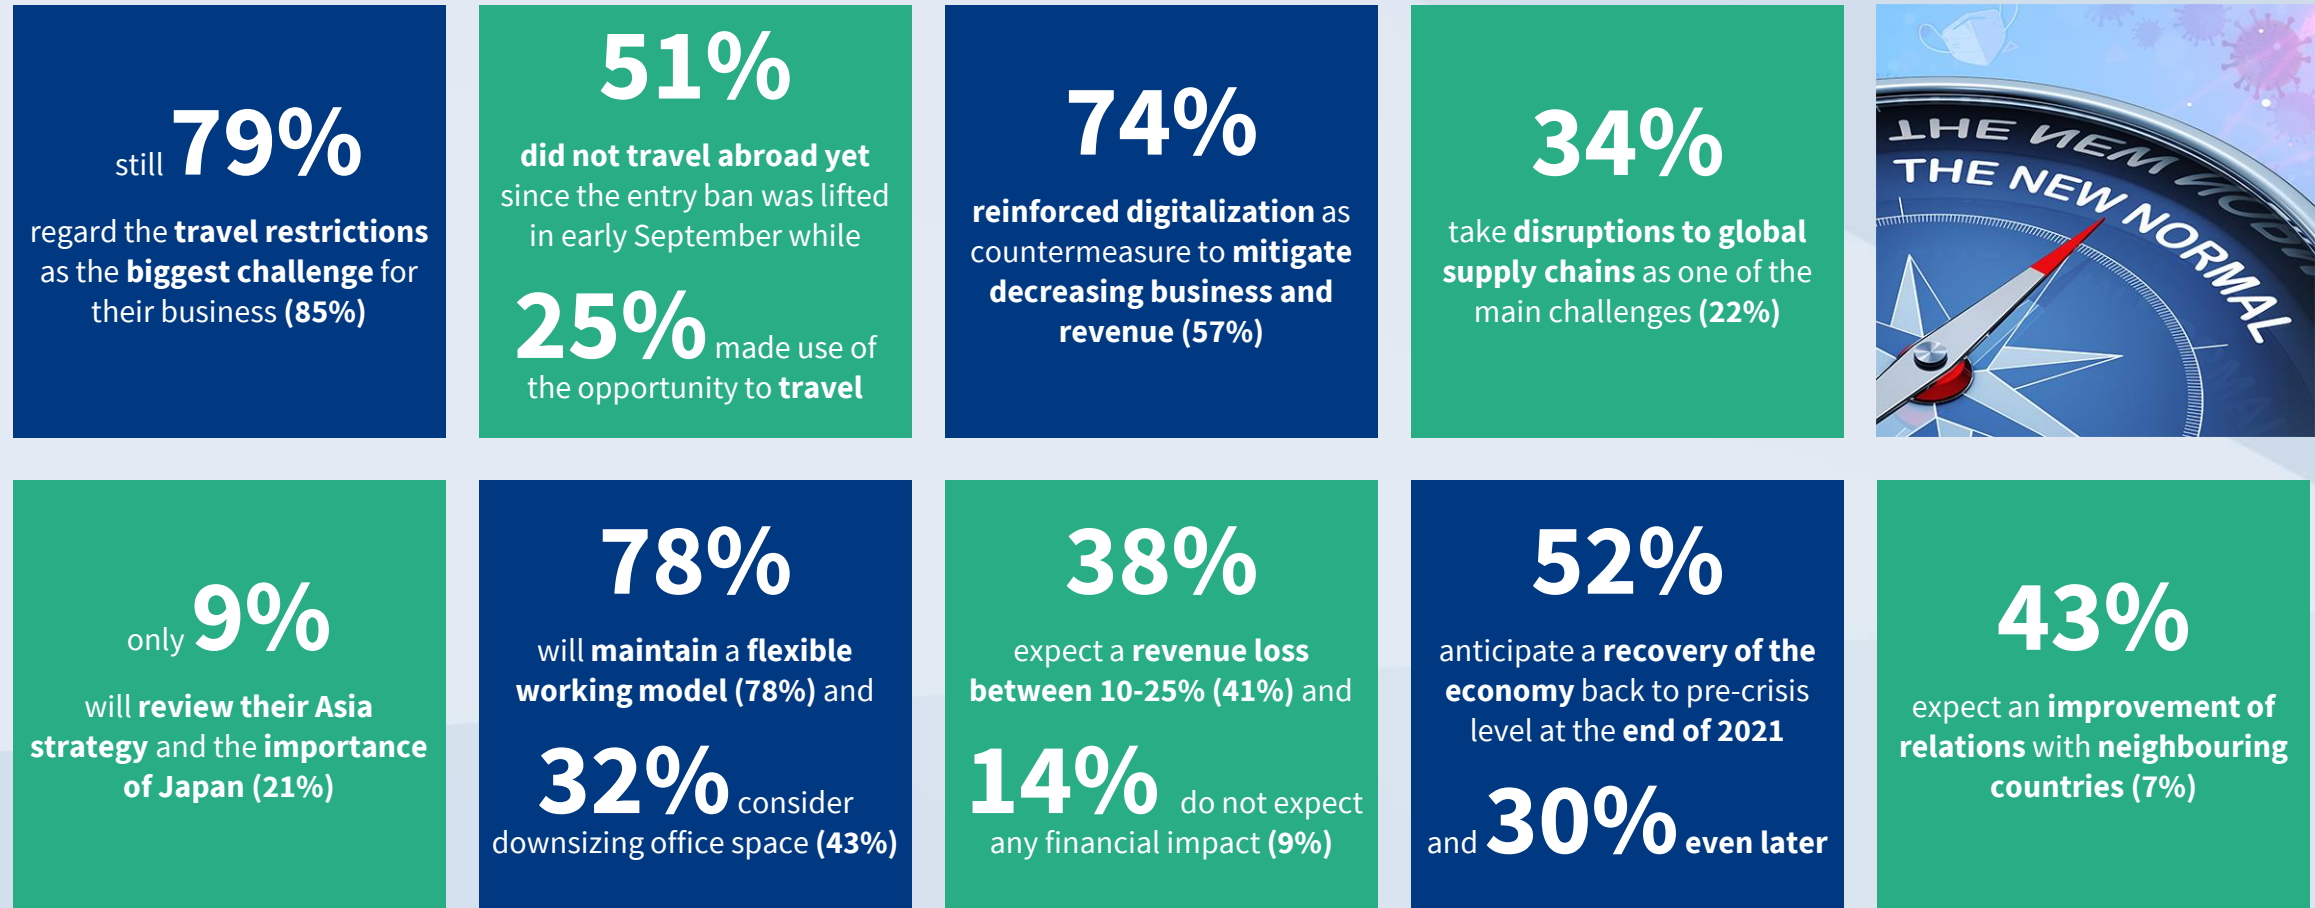 still 79%
regard the travel restrictions
as the biggest challenge for
their business (85%)
51%
did not travel abroad yet
since the entry ban was lifted
in early September while
25% made use of
the opportunity to travel
74%
reinforced digitalization as
countermeasure to mitigate
decreasing business and
revenue (57%)
34%
take disruptions to global
supply chains as one of the
main challenges (22%)
THE NEW NORMAL
THE NEW NORMAL
only 9%
will review their Asia
strategy and the importance
of Japan (21%)
78%
will maintain a flexible
working model (78%) and
32% consider
downsizing office space (43%)
38%
expect a revenue loss
between 10-25% (41%) and
14% do not expect
any financial impact (9%)
52%
anticipate a recovery of the
economy back to pre-crisis
level at the end of 2021
and 30% even later
43%
expect an improvement of
relations with neighbouring
countries (7%)